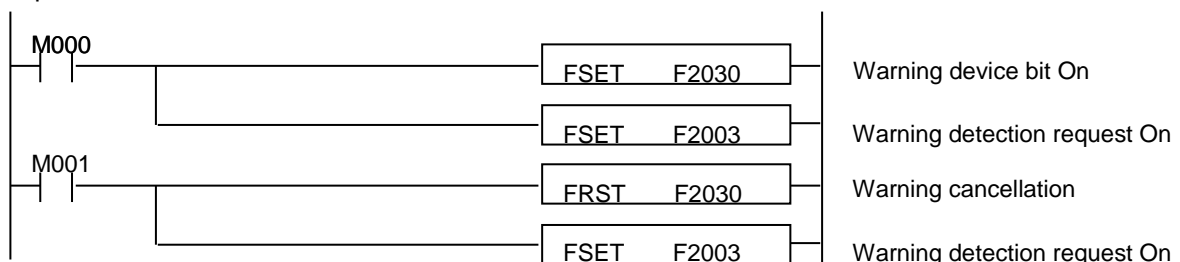 M000
FSET F2030 Warning device bit On
FSET F2003 Warning detection request On
M001
FRST F2030 Warning cancellation
FSET F2003 Warning detection request On